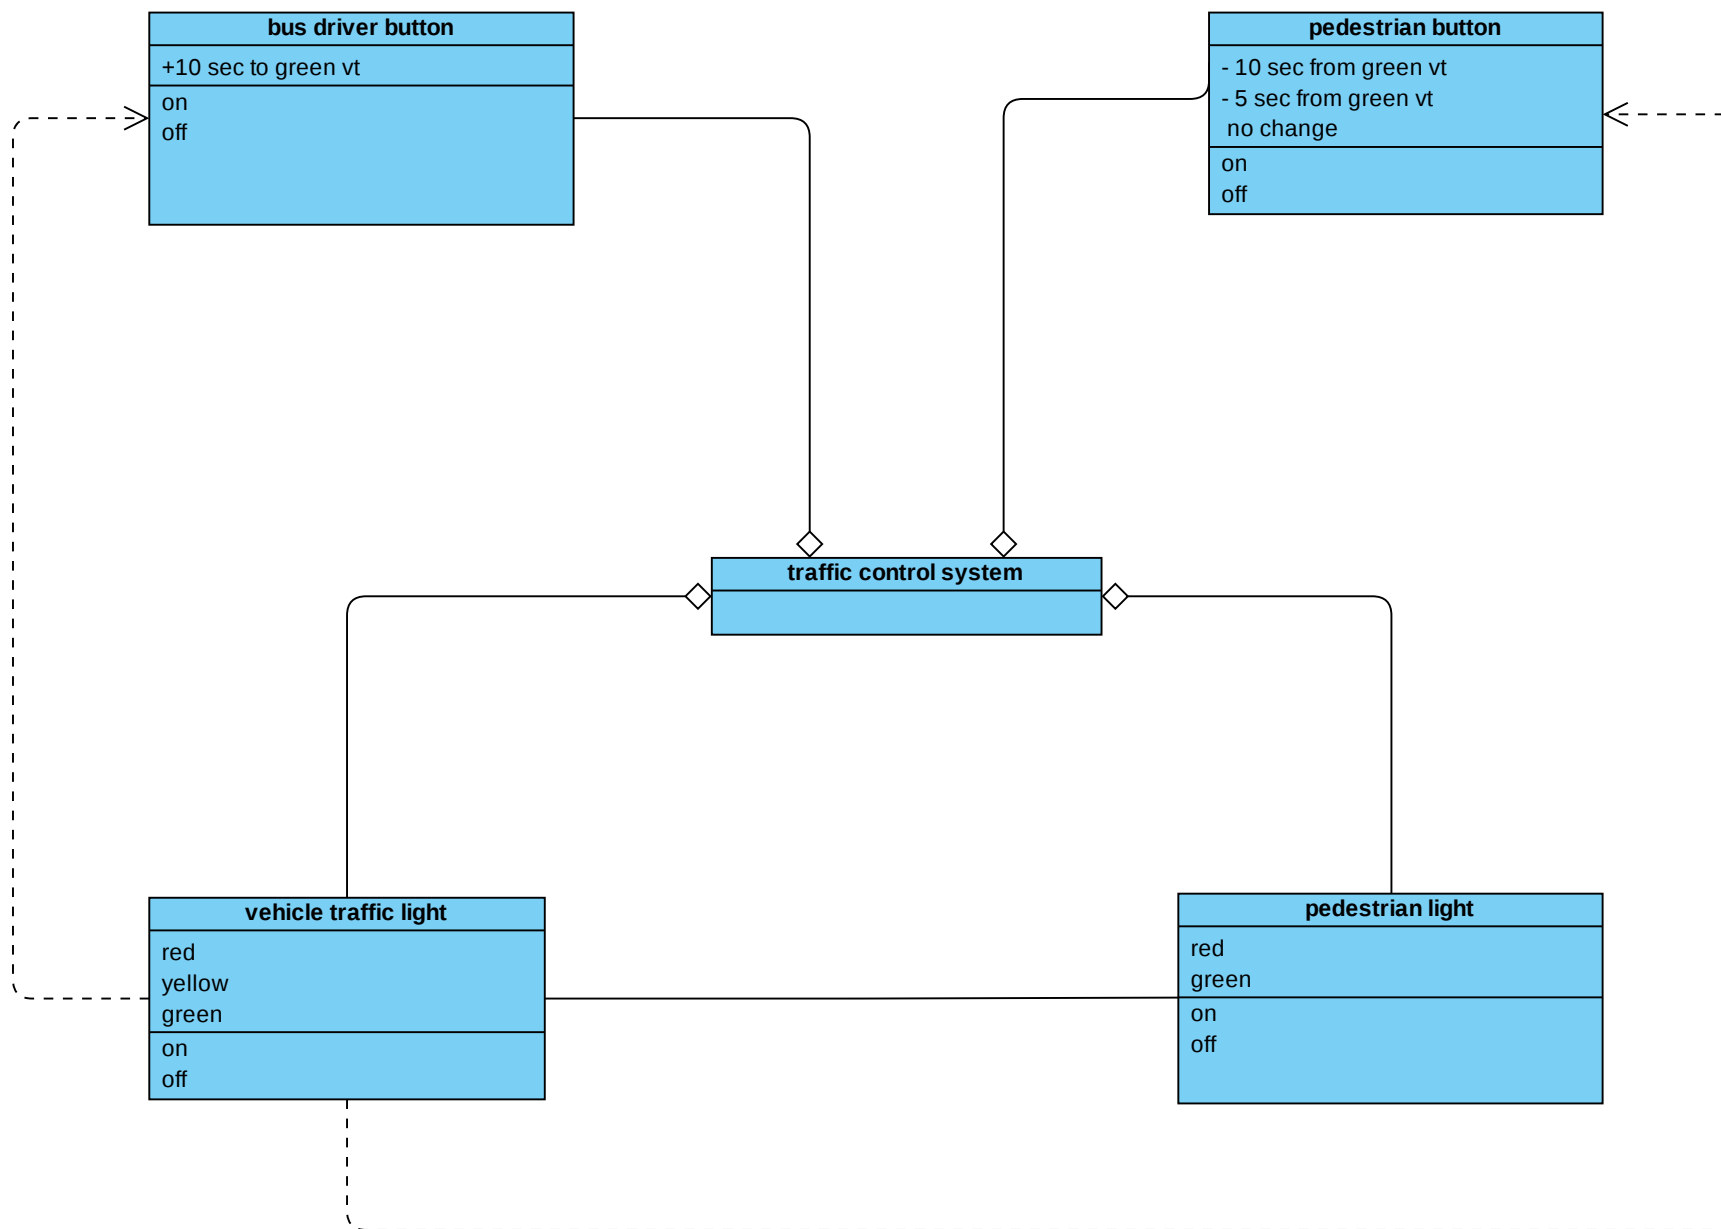 bus driver button
+10 sec to green vt
on
off
pedestrian button
- 10 sec from green vt
- 5 sec from green vt
no change
on
off
traffic control system
vehicle traffic light
red
yellow
green
on
off
pedestrian light
red
green
on
off